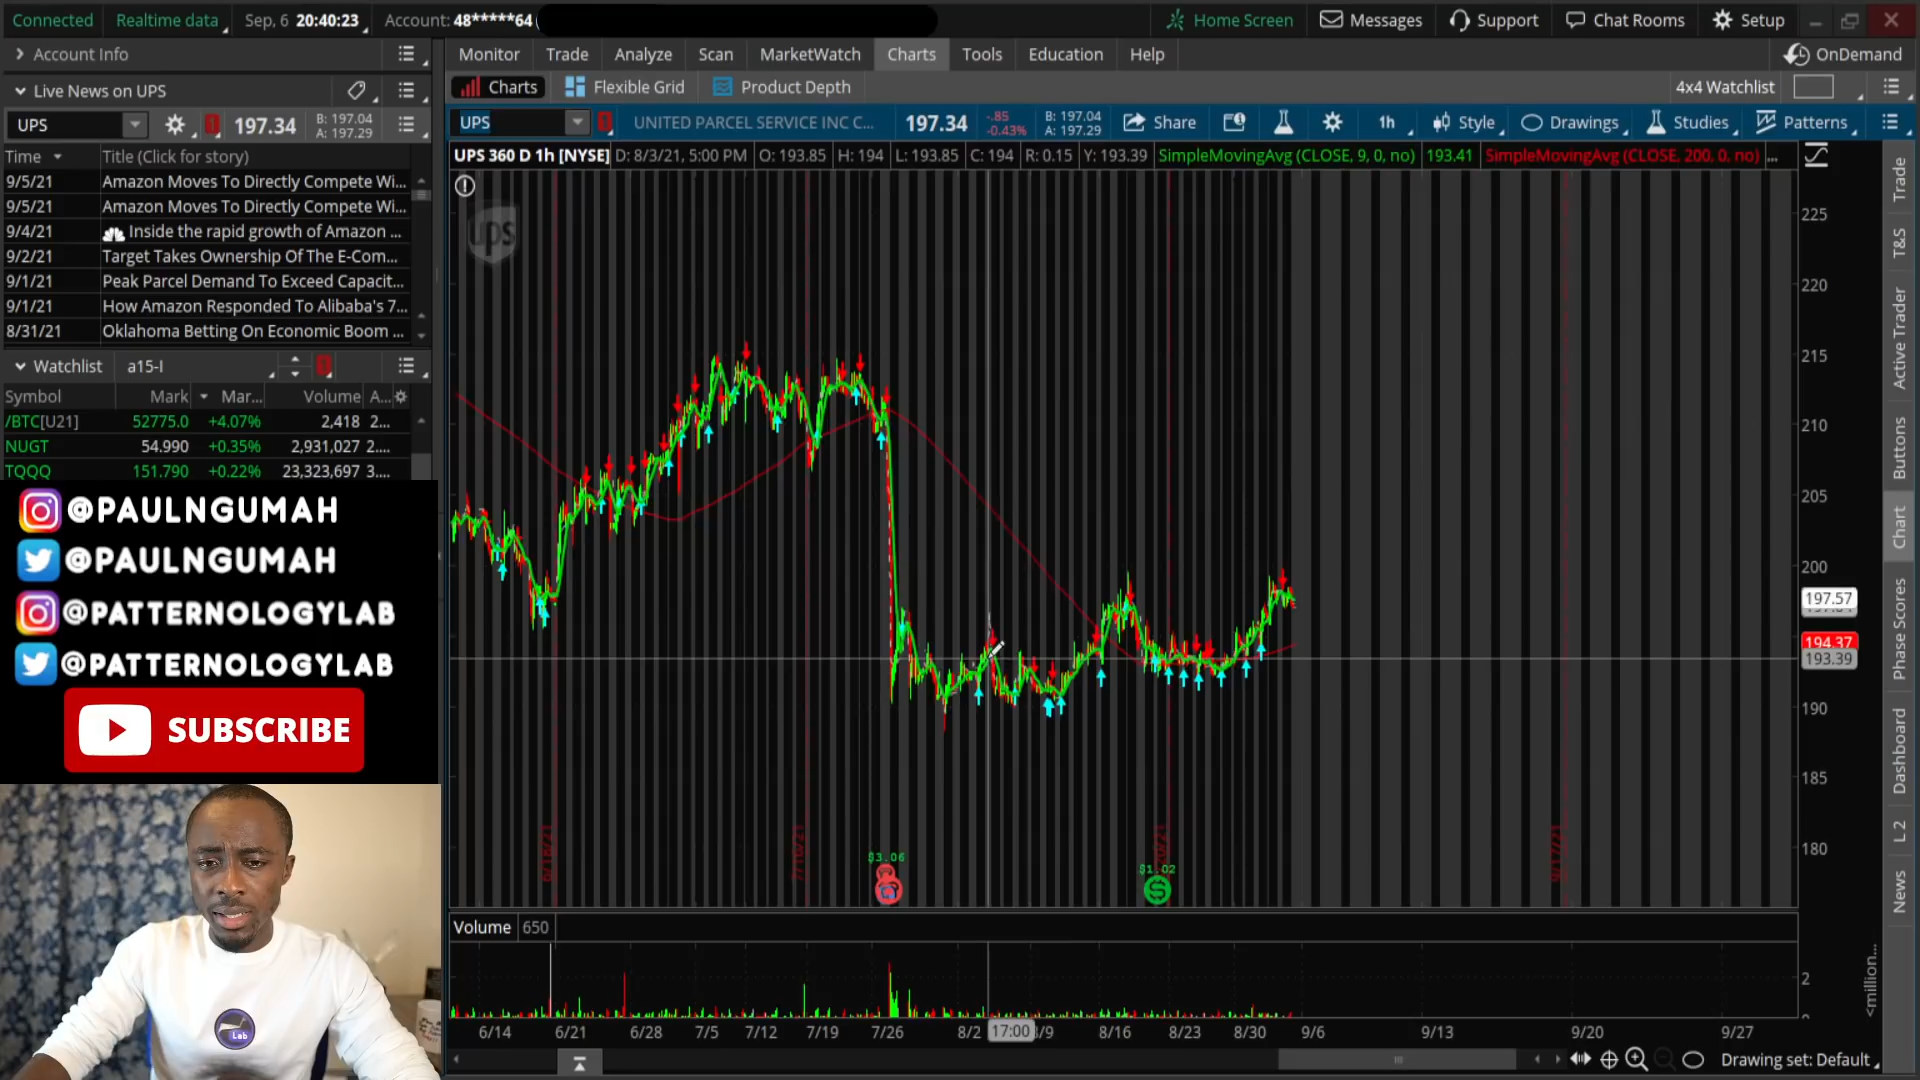 Connected Realtime data Sep, 6 20:40:23 Account: 48*****64 Home Screen Messages Support Chat Rooms Setup
Account Info
Monitor Trade Analyze Scan MarketWatch Charts Tools Education Help OnDemand
Live News on UPS
Charts Flexible Grid Product Depth 4x4 Watchlist
UPS 197.34 B: 197.04 A: 197.29
UPS UNITED PARCEL SERVICE INC C... 197.34 -.85 -0.43% B: 197.04 A: 197.29 Share 1h Style Drawings Studies Patterns
Time Title (Click for story)
UPS 360 D 1h [NYSE] D: 8/3/21, 5:00 PM O: 193.85 H: 194 L: 193.85 C: 194 R: 0.15 Y: 193.39 SimpleMovingAvg (CLOSE, 9, 0, no) 193.41 SimpleMovingAvg (CLOSE, 200, 0, no) ...
9/5/21 Amazon Moves To Directly Compete Wi...
9/5/21 Amazon Moves To Directly Compete Wi...
9/4/21 Inside the rapid growth of Amazon ...
9/2/21 Target Takes Ownership Of The E-Com...
9/1/21 Peak Parcel Demand To Exceed Capacit...
9/1/21 How Amazon Responded To Alibaba's 7...
8/31/21 Oklahoma Betting On Economic Boom ...
Watchlist a15-I
Symbol Mark Mar... Volume A...
/BTC[U21] 52775.0 +4.07% 2,418 2...
NUGT 54.990 +0.35% 2,931,027 2....
TQQQ 151.790 +0.22% 23,323,697 3....
@PAULNGUMAH
@PAULNGUMAH
@PATTERNOLOGYLAB
@PATTERNOLOGYLAB
SUBSCRIBE
Lab
ups
225
220
215
210
205
200
197.57
194.37
193.39
190
185
180
6/18/21
7/16/21
9/17/21
$3.06
$1.02
Volume 650
2
<million...
6/14 6/21 6/28 7/5 7/12 7/19 7/26 8/2 17:00 8/16 8/23 8/30 9/6 9/13 9/20 9/27
Drawing set: Default
Trade
T&S
Active Trader
Buttons
Chart
Phase Scores
Dashboard
L 2
News